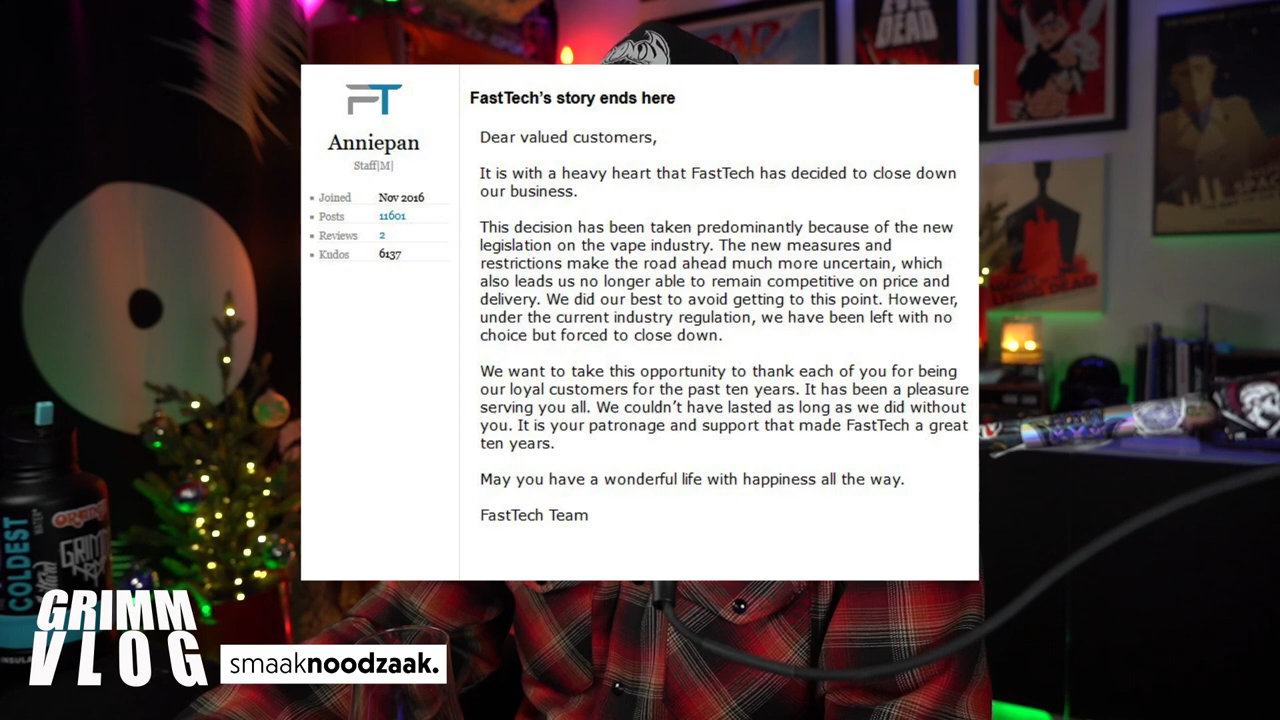 EVIL
DEAD
FT
Anniepan
Staff|M|
Joined Nov 2016
Posts 11601
Reviews 2
Kudos 6137
FastTech’s story ends here
Dear valued customers,
It is with a heavy heart that FastTech has decided to close down
our business.
This decision has been taken predominantly because of the new
legislation on the vape industry. The new measures and
restrictions make the road ahead much more uncertain, which
also leads us no longer able to remain competitive on price and
delivery. We did our best to avoid getting to this point. However,
under the current industry regulation, we have been left with no
choice but forced to close down.
We want to take this opportunity to thank each of you for being
our loyal customers for the past ten years. It has been a pleasure
serving you all. We couldn’t have lasted as long as we did without
you. It is your patronage and support that made FastTech a great
ten years.
May you have a wonderful life with happiness all the way.
FastTech Team
COLDEST
GRIMM
VLOG
smaaknoodzaak.